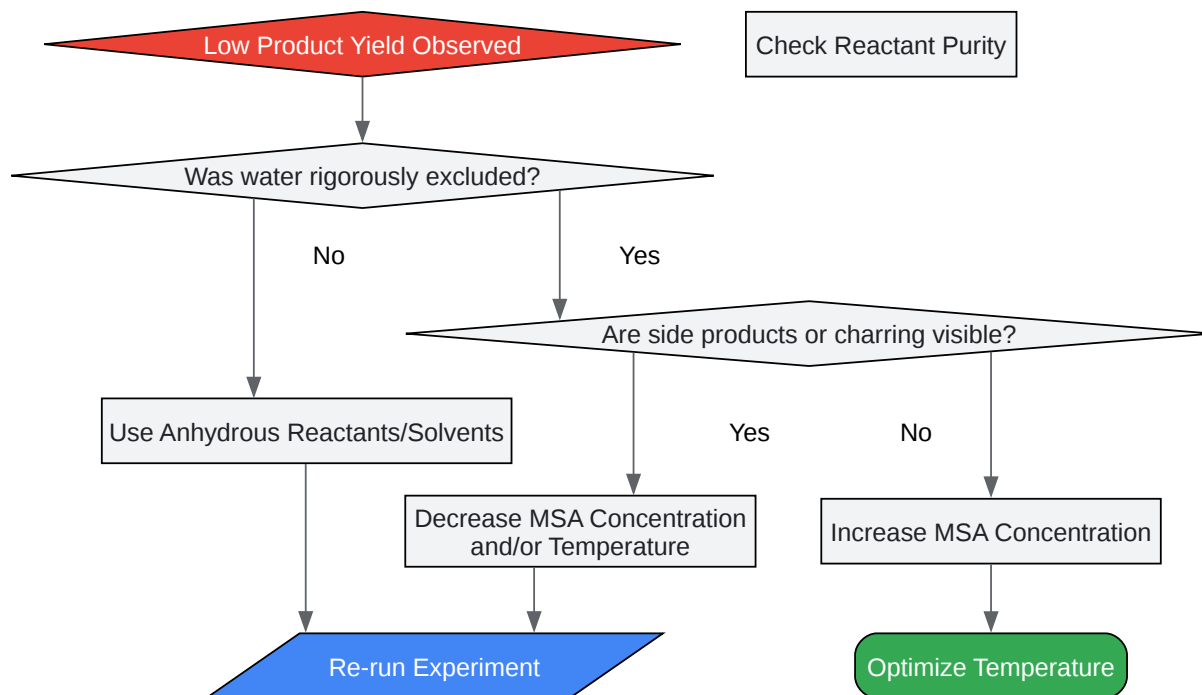 Low Product Yield Observed
Check Reactant Purity
Was water rigorously excluded?
No
Yes
Are side products or charring visible?
Use Anhydrous Reactants/Solvents
Yes
No
Decrease MSA Concentration
and/or Temperature
Increase MSA Concentration
Re-run Experiment
Optimize Temperature